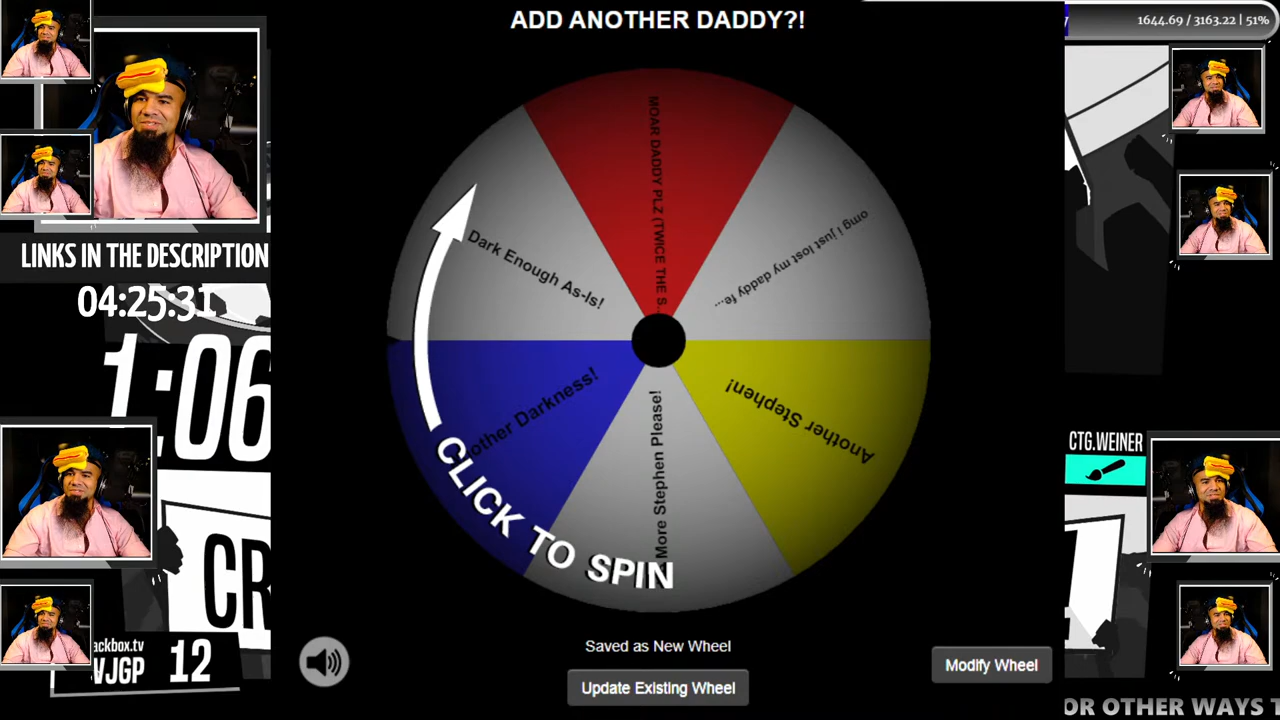 ADD ANOTHER DADDY?!
1644.69 / 3163.22 | 51%
MOAR DADDY PLZ (TWICE THE S...
omg i just lost my daddy fe...
Dark Enough As-Is!
LINKS IN THE DESCRIPTION
04:25:31
1:06
other Darkness!
Another Stephen!
More Stephen Please!
CLICK TO SPIN
CTG.WEINER
CR
ackbox.tv
VJGP
12
Saved as New Wheel
Update Existing Wheel
Modify Wheel
OR OTHER WAYS T